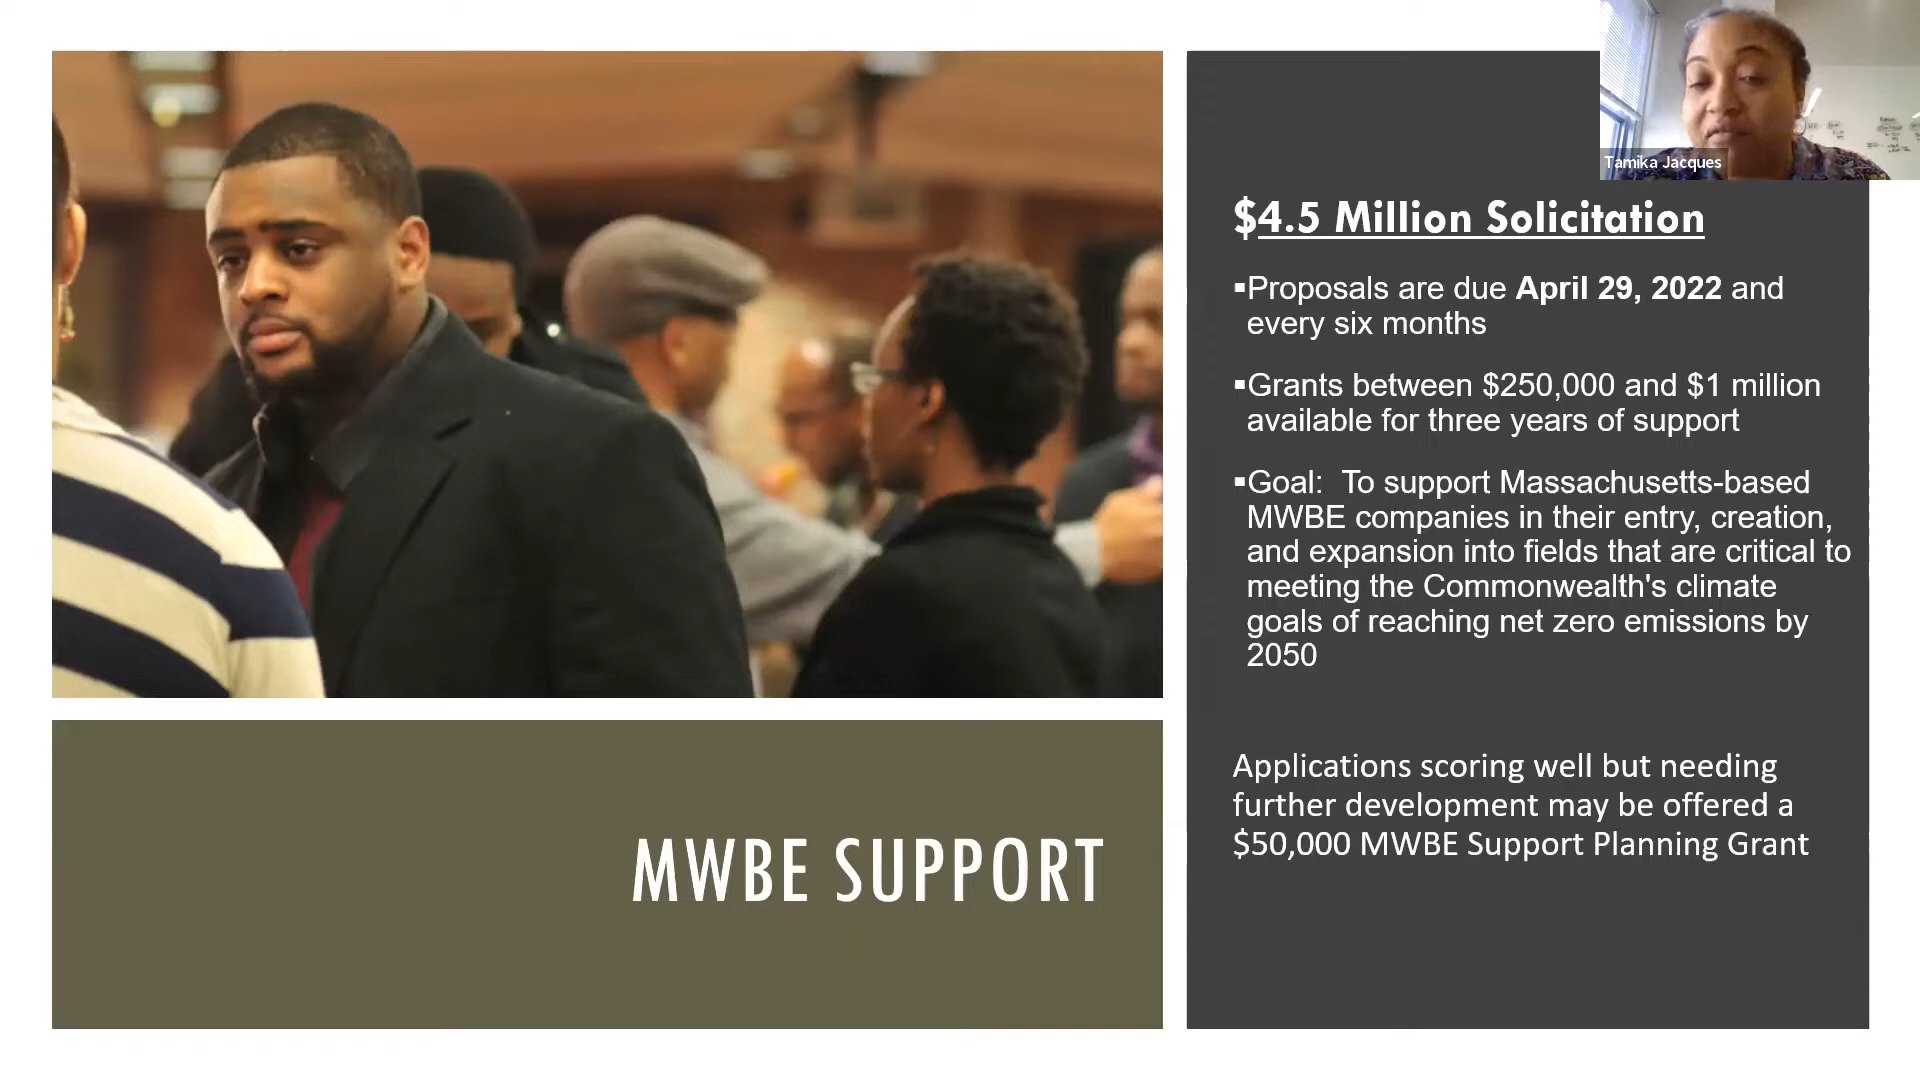 Tamika Jacques
$4.5 Million Solicitation
▪Proposals are due April 29, 2022 and
every six months
▪Grants between $250,000 and $1 million
available for three years of support
▪Goal:  To support Massachusetts-based
MWBE companies in their entry, creation,
and expansion into fields that are critical to
meeting the Commonwealth's climate
goals of reaching net zero emissions by
2050
Applications scoring well but needing
further development may be offered a
$50,000 MWBE Support Planning Grant
MWBE SUPPORT